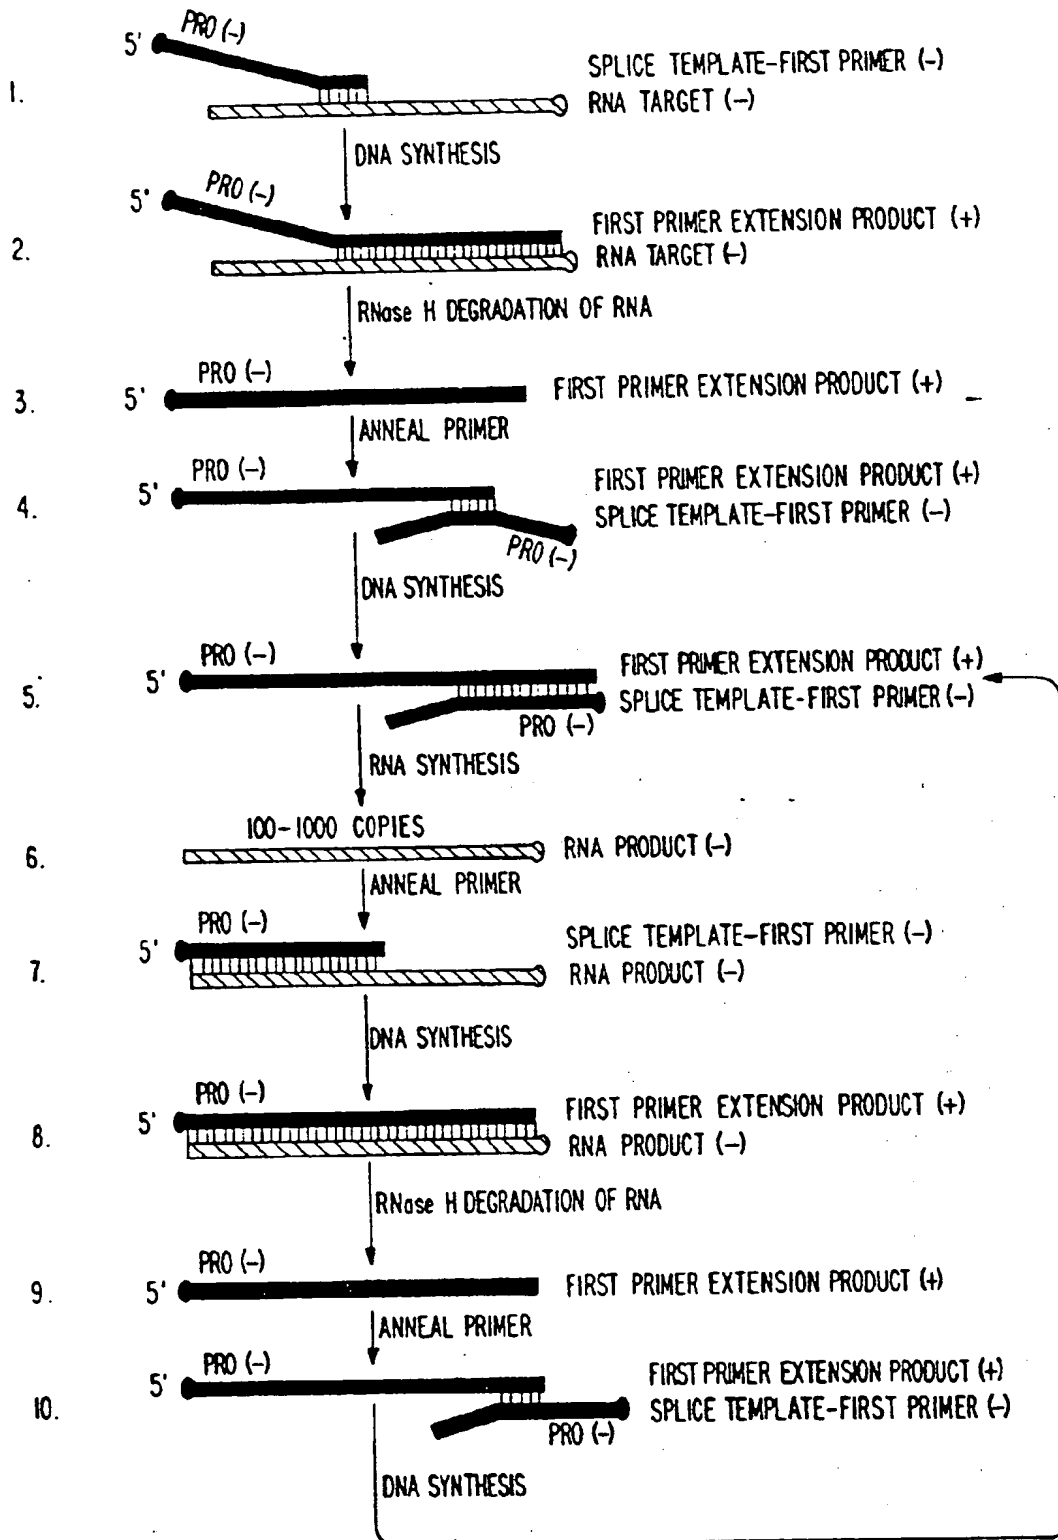 PRO (-)
5'
1.
SPLICE TEMPLATE-FIRST PRIMER (-)
RNA TARGET (-)
DNA SYNTHESIS
PRO (-)
5'
2.
FIRST PRIMER EXTENSION PRODUCT (+)
RNA TARGET (-)
RNase H DEGRADATION OF RNA
PRO (-)
3.
5'
FIRST PRIMER EXTENSION PRODUCT (+)
ANNEAL PRIMER
PRO (-)
5'
4.
FIRST PRIMER EXTENSION PRODUCT (+)
SPLICE TEMPLATE-FIRST PRIMER (-)
PRO (-)
DNA SYNTHESIS
PRO (-)
5'
5.
FIRST PRIMER EXTENSION PRODUCT (+)
SPLICE TEMPLATE-FIRST PRIMER (-)
PRO (-)
RNA SYNTHESIS
100-1000 COPIES
6.
RNA PRODUCT (-)
ANNEAL PRIMER
PRO (-)
5'
7.
SPLICE TEMPLATE-FIRST PRIMER (-)
RNA PRODUCT (-)
DNA SYNTHESIS
PRO (-)
5'
8.
FIRST PRIMER EXTENSION PRODUCT (+)
RNA PRODUCT (-)
RNase H DEGRADATION OF RNA
PRO (-)
9.
5'
FIRST PRIMER EXTENSION PRODUCT (+)
ANNEAL PRIMER
PRO (-)
5'
10.
FIRST PRIMER EXTENSION PRODUCT (+)
SPLICE TEMPLATE-FIRST PRIMER (-)
PRO (-)
DNA SYNTHESIS